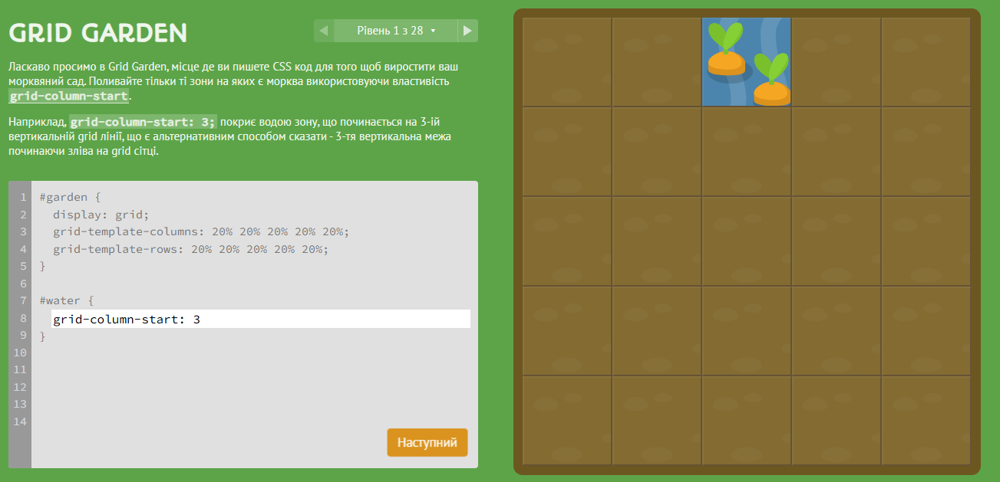 GRID GARDEN
Рівень 1 з 28
Ласкаво просимо в Grid Garden, місце де ви пишете CSS код для того щоб виростити ваш
морквяний сад. Поливайте тільки ті зони на яких є морква використовуючи властивість
grid-column-start.
Наприклад, grid-column-start: 3; покриє водою зону, що починається на 3-ій
вертикальній grid лінії, що є альтернативним способом сказати - 3-тя вертикальна межа
починаючи зліва на grid сітці.
1 #garden {
2 display: grid;
3 grid-template-columns: 20% 20% 20% 20% 20%;
4 grid-template-rows: 20% 20% 20% 20% 20%;
5 }
6
7 #water {
8 grid-column-start: 3
9 }
10
11
12
13
14
Наступний